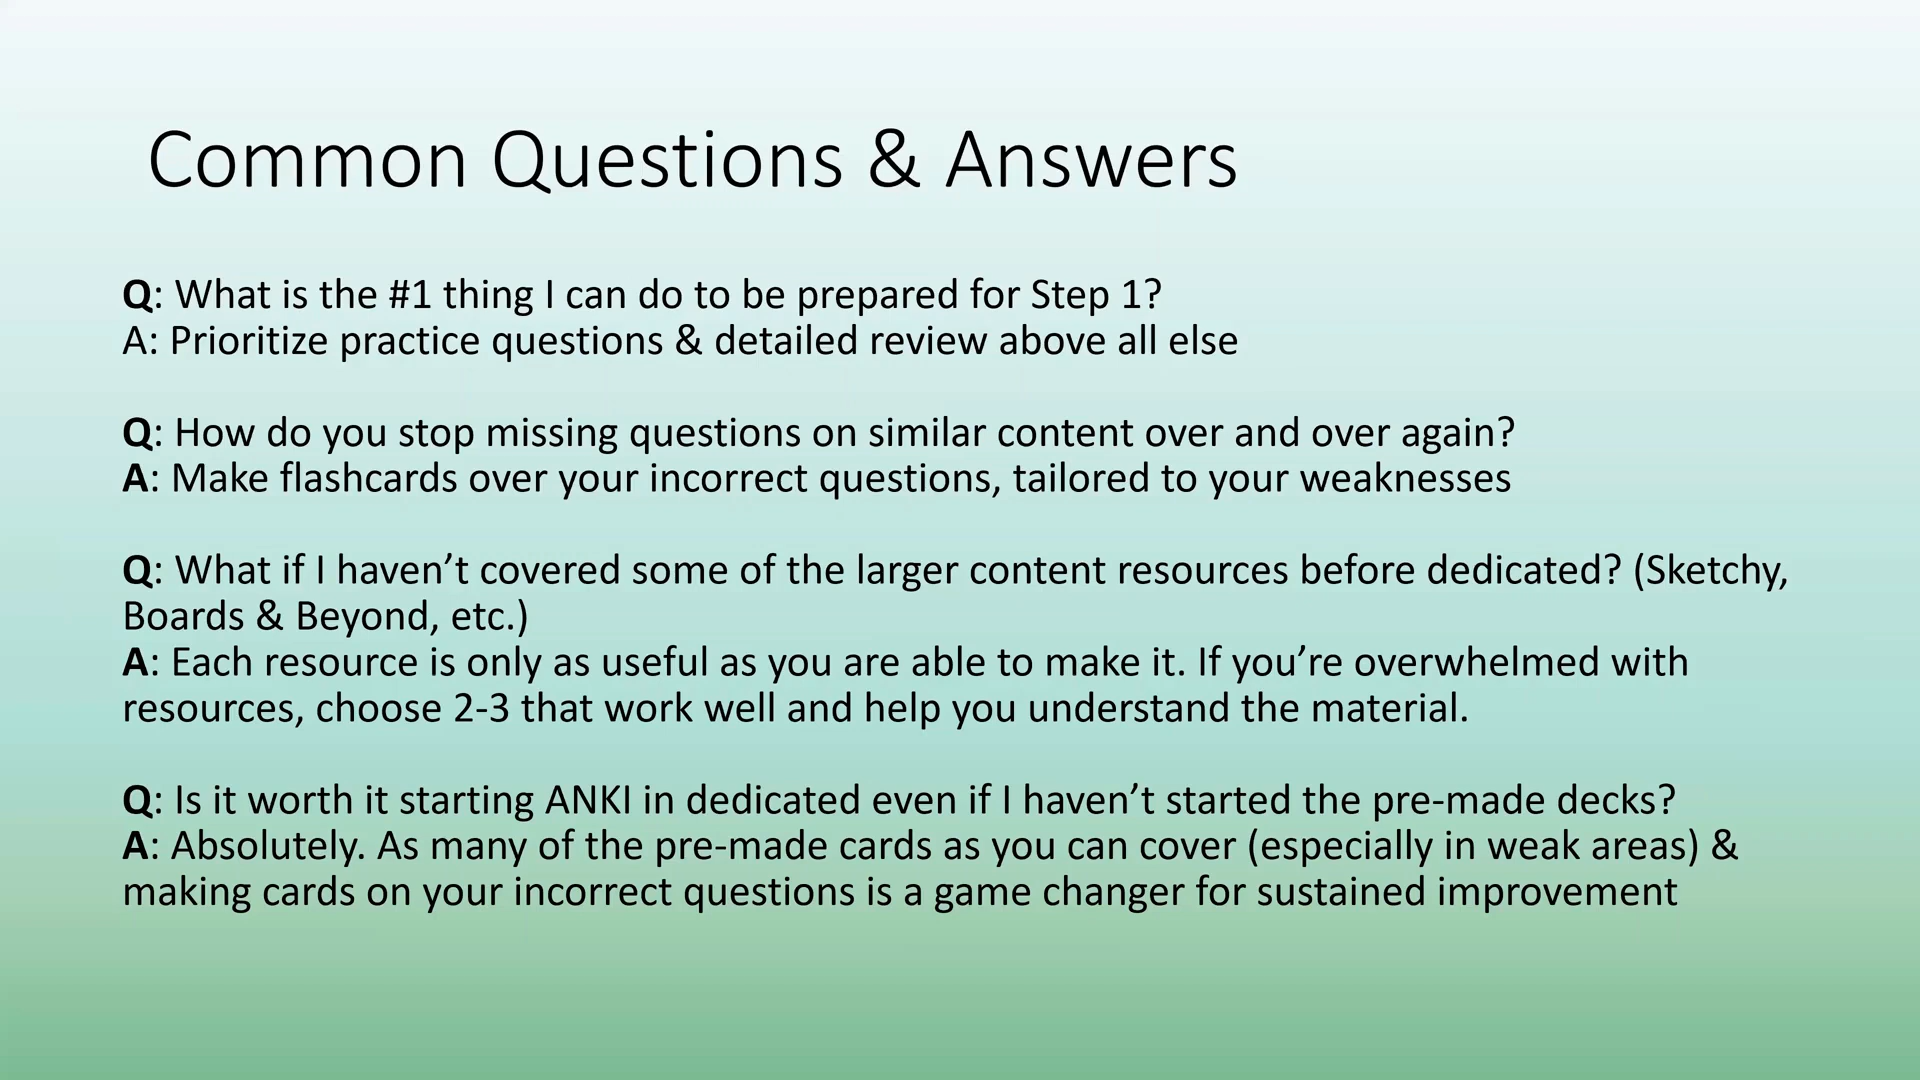 Common Questions & Answers
Q: What is the #1 thing I can do to be prepared for Step 1?
A: Prioritize practice questions & detailed review above all else
Q: How do you stop missing questions on similar content over and over again?
A: Make flashcards over your incorrect questions, tailored to your weaknesses
Q: What if I haven’t covered some of the larger content resources before dedicated? (Sketchy,
Boards & Beyond, etc.)
A: Each resource is only as useful as you are able to make it. If you’re overwhelmed with
resources, choose 2-3 that work well and help you understand the material.
Q: Is it worth it starting ANKI in dedicated even if I haven’t started the pre-made decks?
A: Absolutely. As many of the pre-made cards as you can cover (especially in weak areas) &
making cards on your incorrect questions is a game changer for sustained improvement